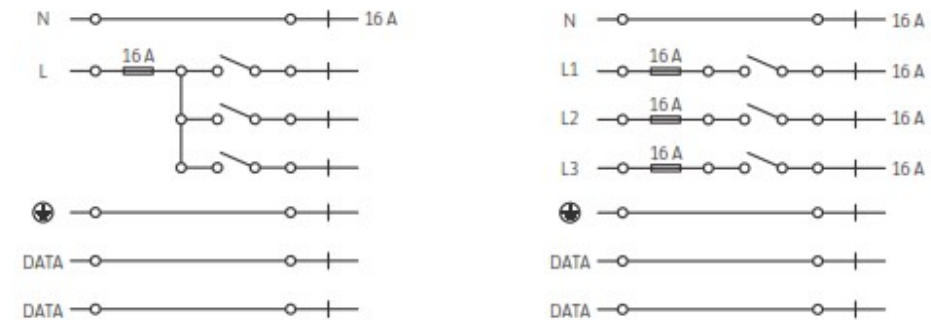 N 16 A
L 16 A
DATA
DATA
N 16 A
L1 16 A 16 A
L2 16 A 16 A
L3 16 A 16 A
DATA
DATA